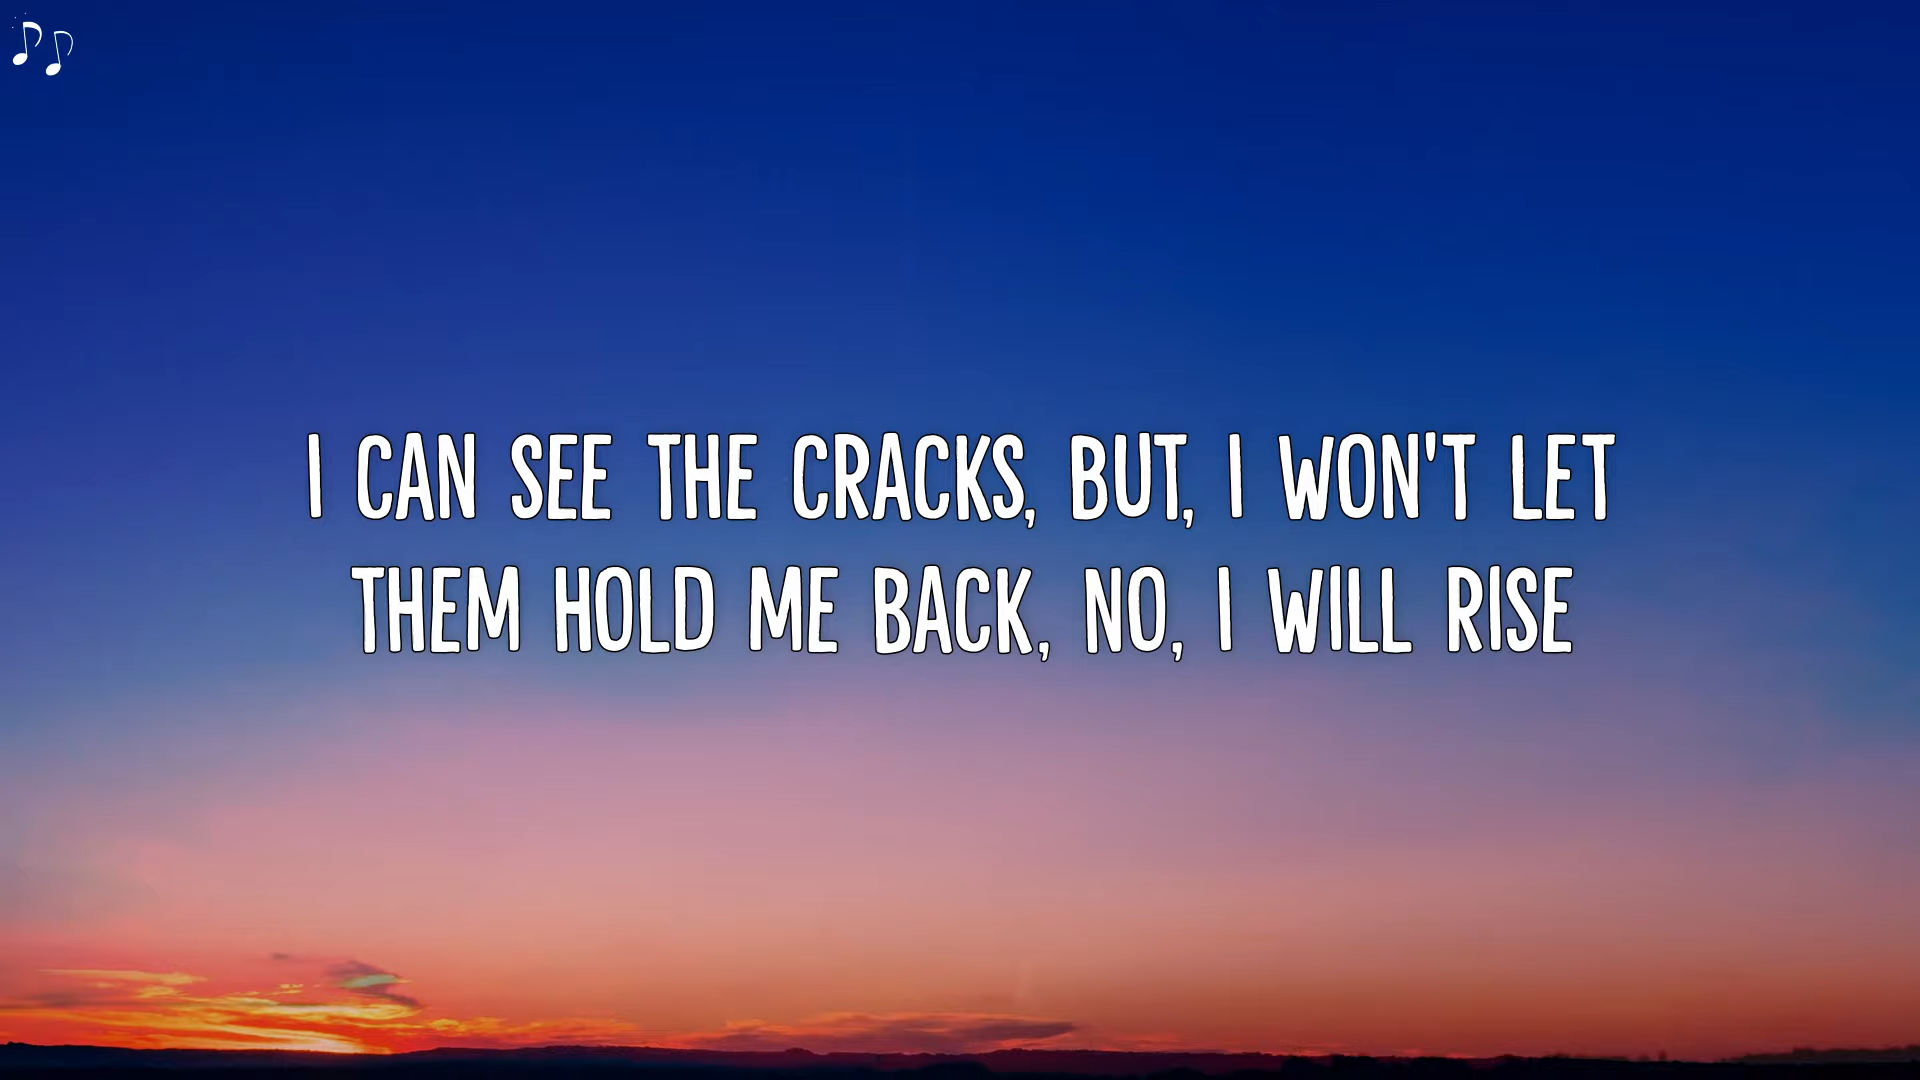 I CAN SEE THE CRACKS, BUT, I WON'T LET
THEM HOLD ME BACK, NO, I WILL RISE